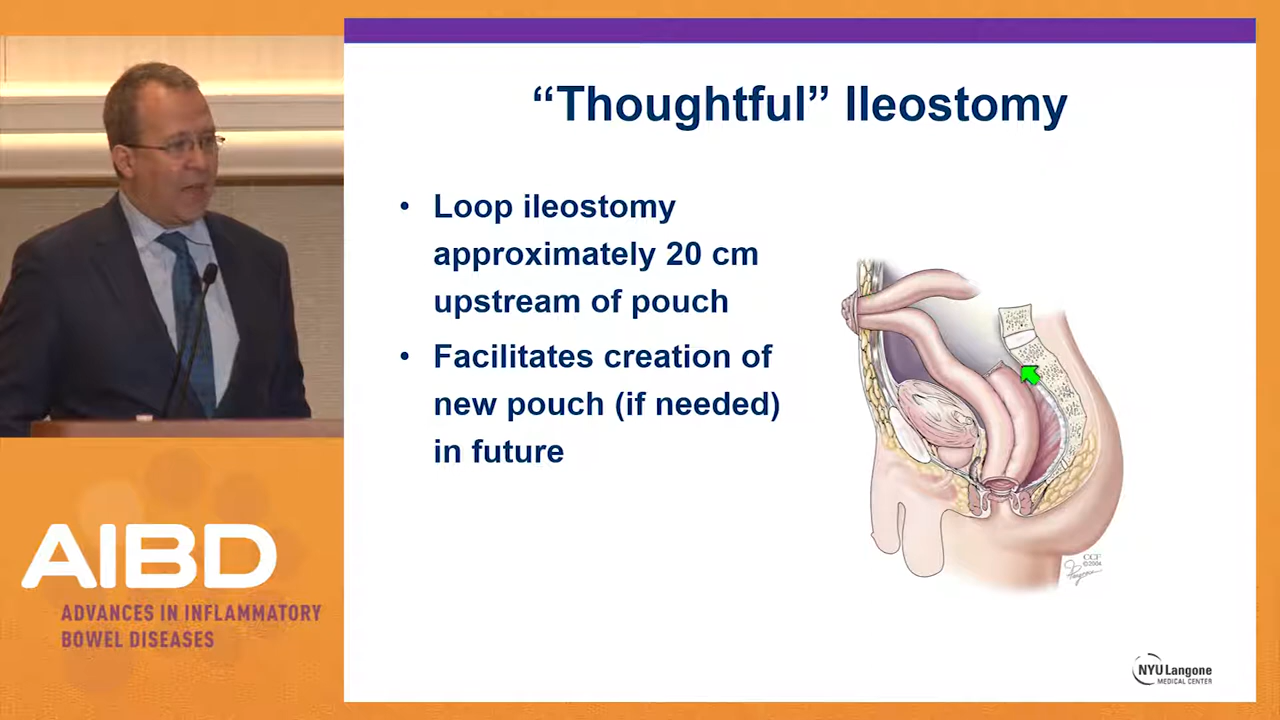 “Thoughtful” Ileostomy
• Loop ileostomy
approximately 20 cm
upstream of pouch
• Facilitates creation of
new pouch (if needed)
in future
CCF
©2004
NYU Langone
MEDICAL CENTER
AIBD
ADVANCES IN INFLAMMATORY
BOWEL DISEASES